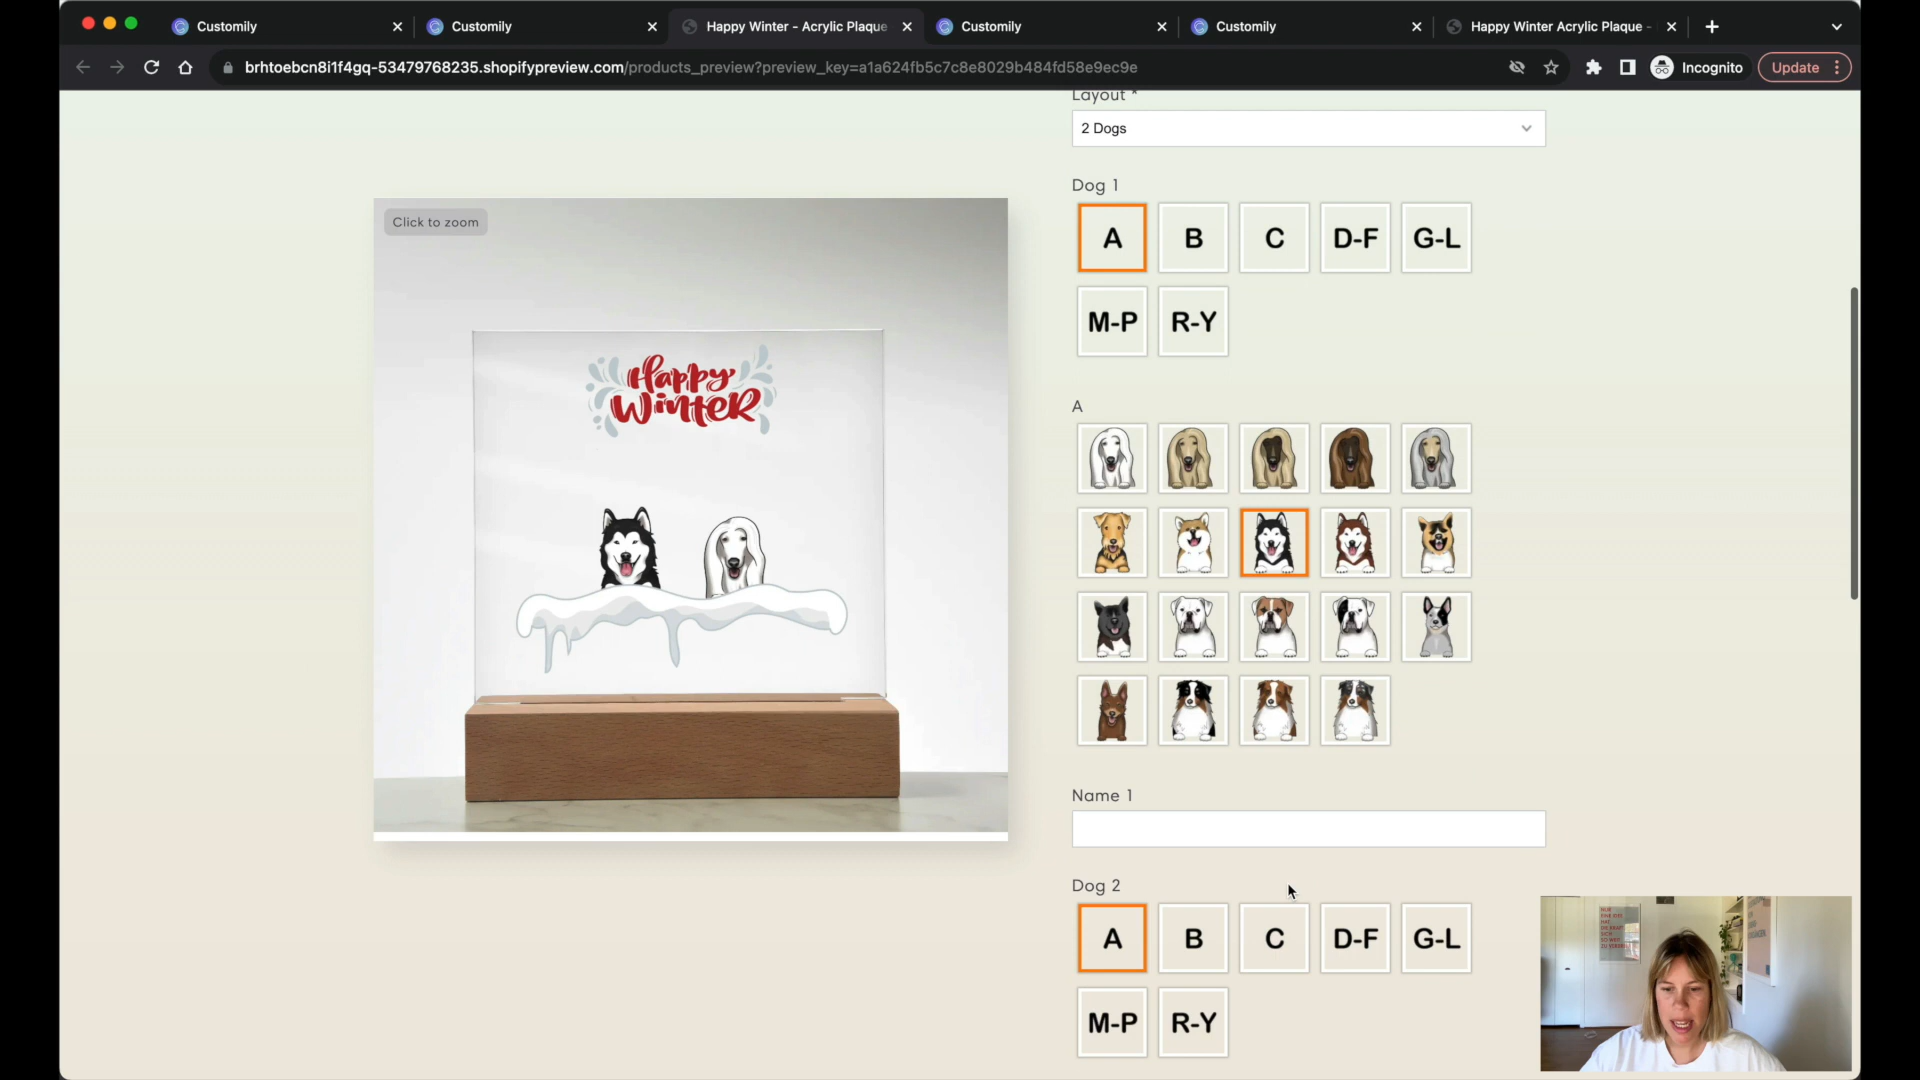 Customily
Customily
Happy Winter - Acrylic Plaque
Customily
Customily
Happy Winter Acrylic Plaque -
brhtoebcn8i1f4gq-53479768235.shopifypreview.com/products_preview?preview_key=a1a624fb5c7c8e8029b484fd58e9ec9e
Incognito
Update
Layout *
2 Dogs
Dog 1
A
B
C
D-F
G-L
M-P
R-Y
Click to zoom
Happy
Winter
A
Name 1
Dog 2
A
B
C
D-F
G-L
M-P
R-Y